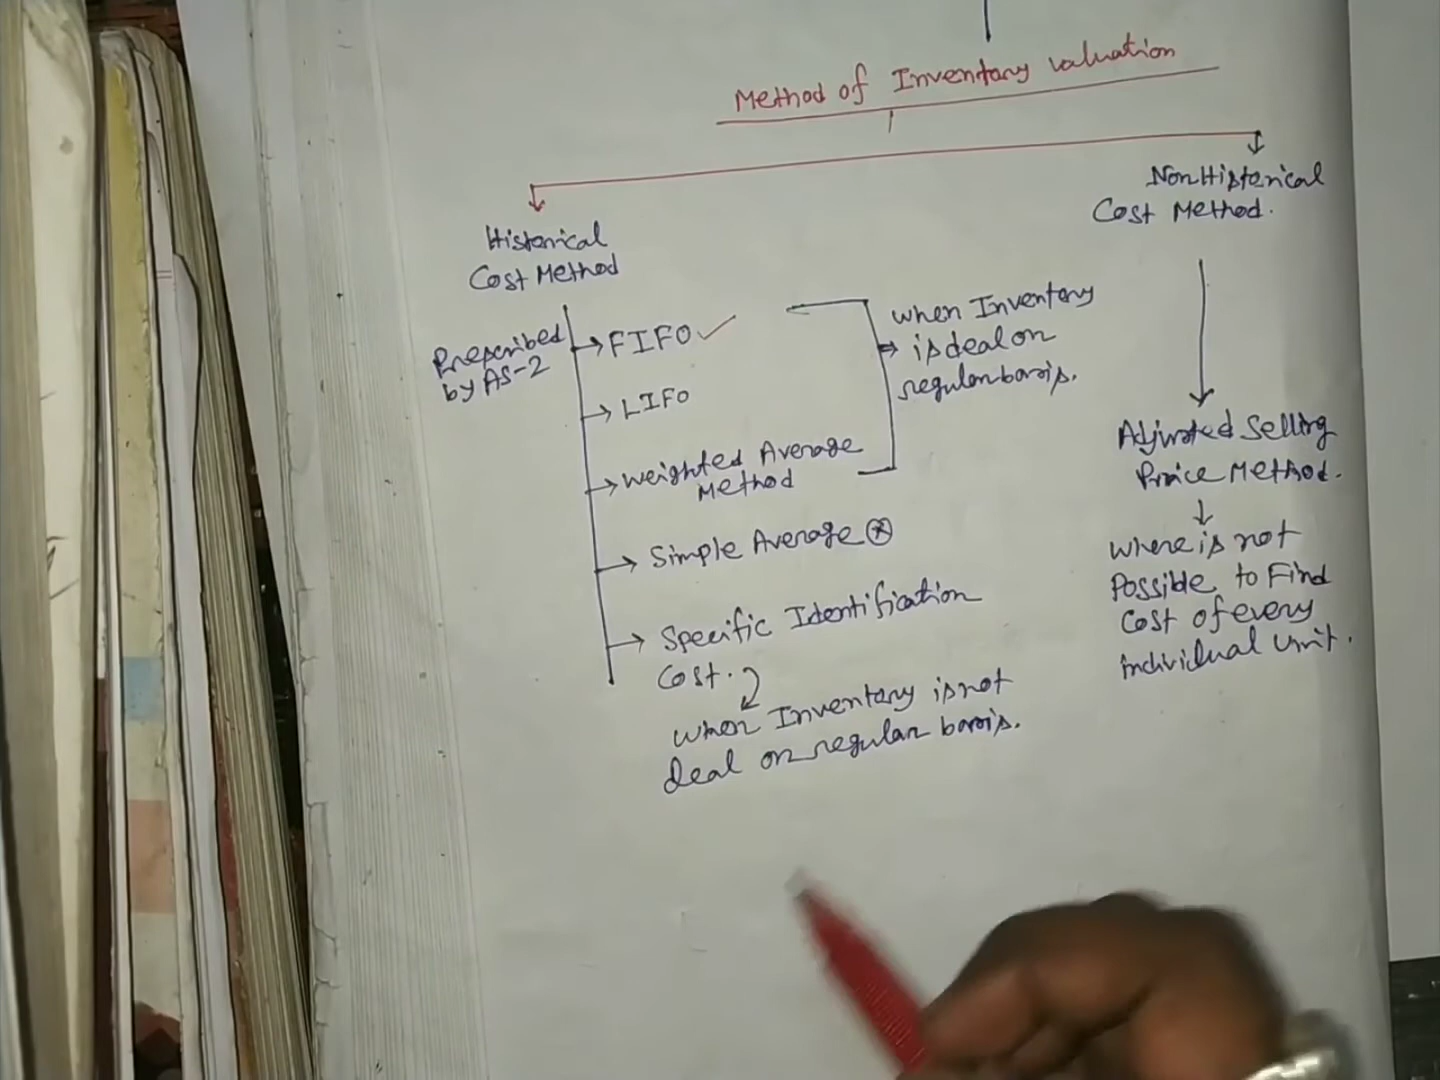 Method of Inventory valuation
Historical
Cost Method
Prescribed
by AS-2
FIFO ✓
LIFO
Weighted Average
Method
Simple Average ⊛
Specific Identification
Cost.
when Inventory is not
deal on regular basis.
when Inventory
is deal on
regular basis.
Non Historical
Cost Method.
Adjusted Selling
Price Method.
where is not
Possible to Find
Cost of every
individual Unit.